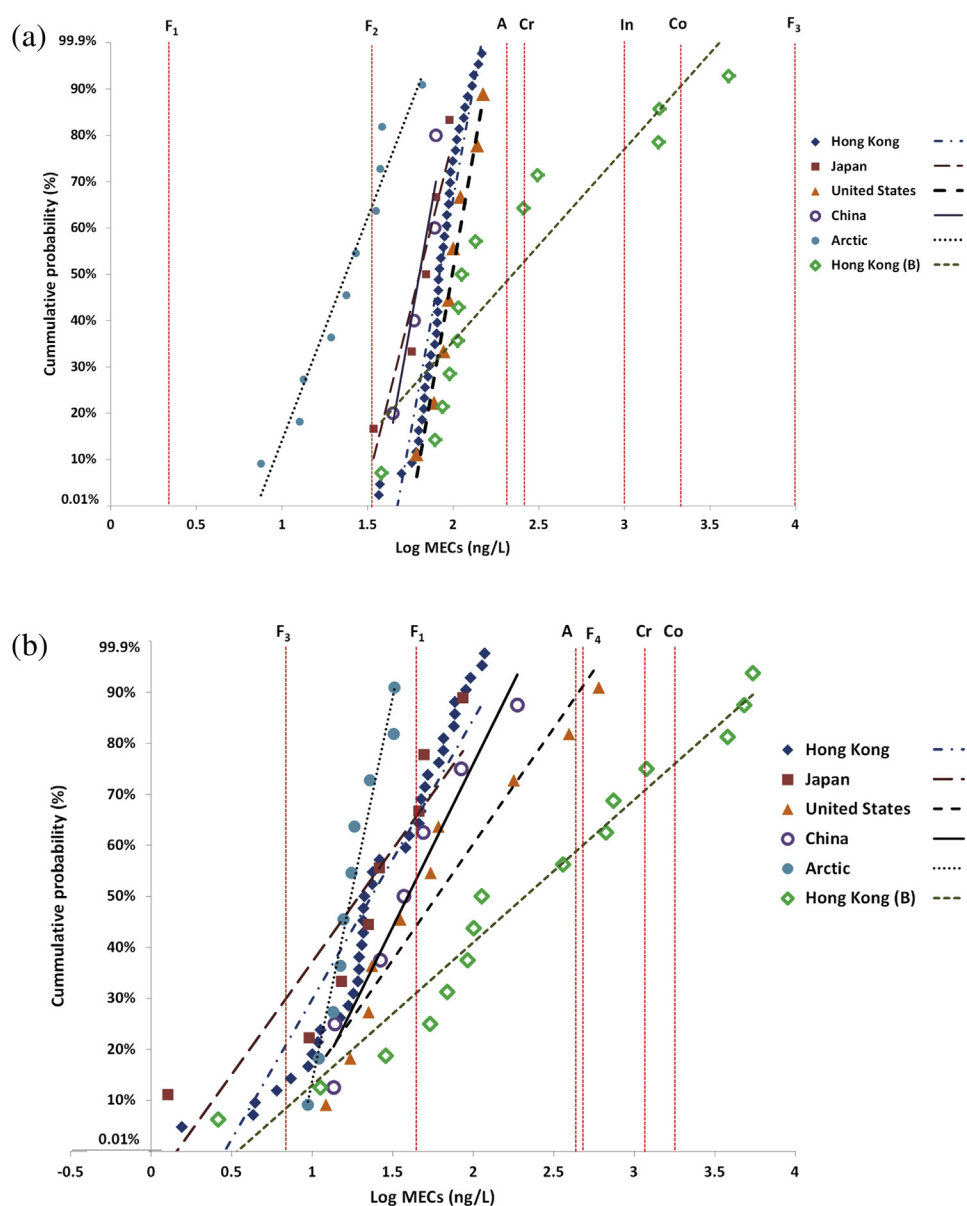 (a)
F1 F2 A Cr In Co F3
99.9%
90%
80%
70%
60%
50%
40%
30%
20%
10%
0.01%
Cummulative probability (%)
0 0.5 1 1.5 2 2.5 3 3.5 4
Log MECs (ng/L)
Hong Kong
Japan
United States
China
Arctic
Hong Kong (B)
(b)
F3 F1 A F4 Cr Co
99.9%
90%
80%
70%
60%
50%
40%
30%
20%
10%
0.01%
Cummulative probability (%)
-0.5 0 0.5 1 1.5 2 2.5 3 3.5 4
Log MECs (ng/L)
Hong Kong
Japan
United States
China
Arctic
Hong Kong (B)